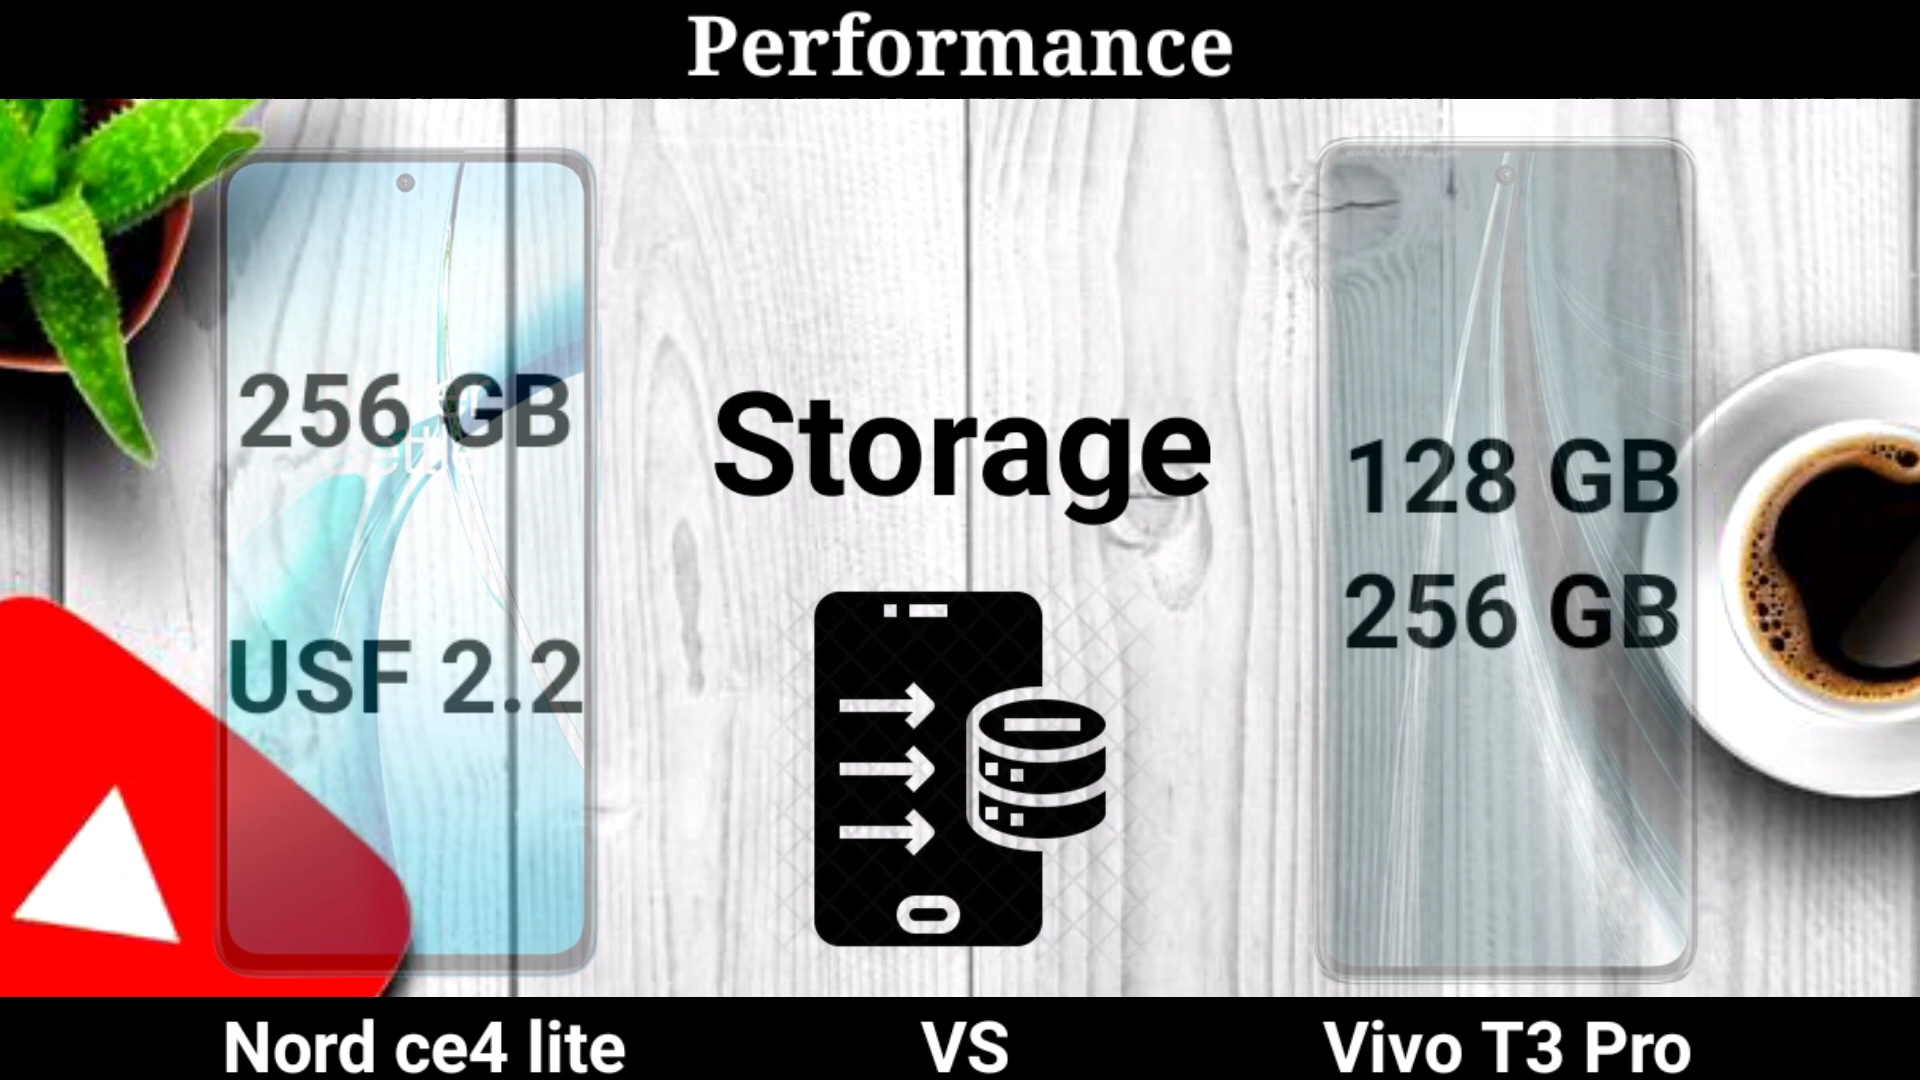 Performance
256 GB
USF 2.2
Storage
128 GB
256 GB
Nord ce4 lite
VS
Vivo T3 Pro